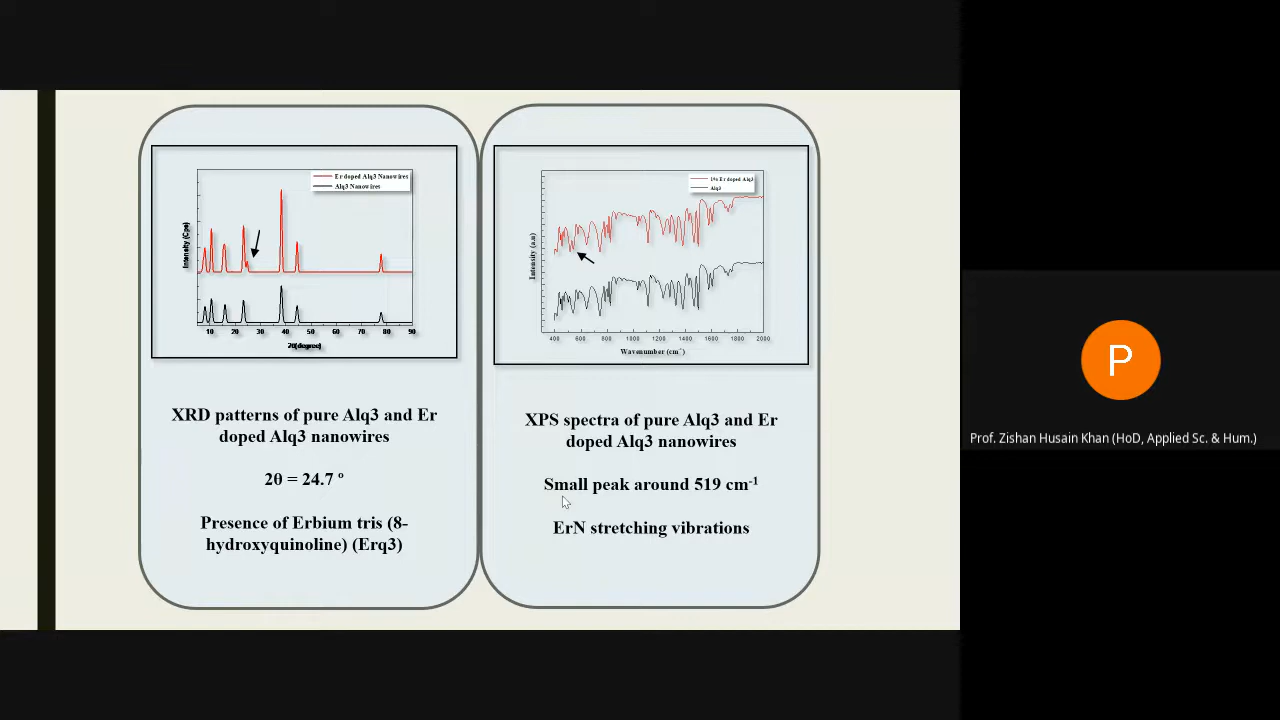 Er doped Alq3 Nanowires
Alq3 Nanowires
Intensity (Cps)
10 20 30 40 50 60 70 80 90
2θ(degree)
XRD patterns of pure Alq3 and Er
doped Alq3 nanowires
2θ = 24.7 º
Presence of Erbium tris (8-
hydroxyquinoline) (Erq3)
1% Er doped Alq3
Alq3
Intensity (a.u)
400 600 800 1000 1200 1400 1600 1800 2000
Wavenumber (cm⁻¹)
XPS spectra of pure Alq3 and Er
doped Alq3 nanowires
Small peak around 519 cm⁻¹
ErN stretching vibrations
P
Prof. Zishan Husain Khan (HoD, Applied Sc. & Hum.)